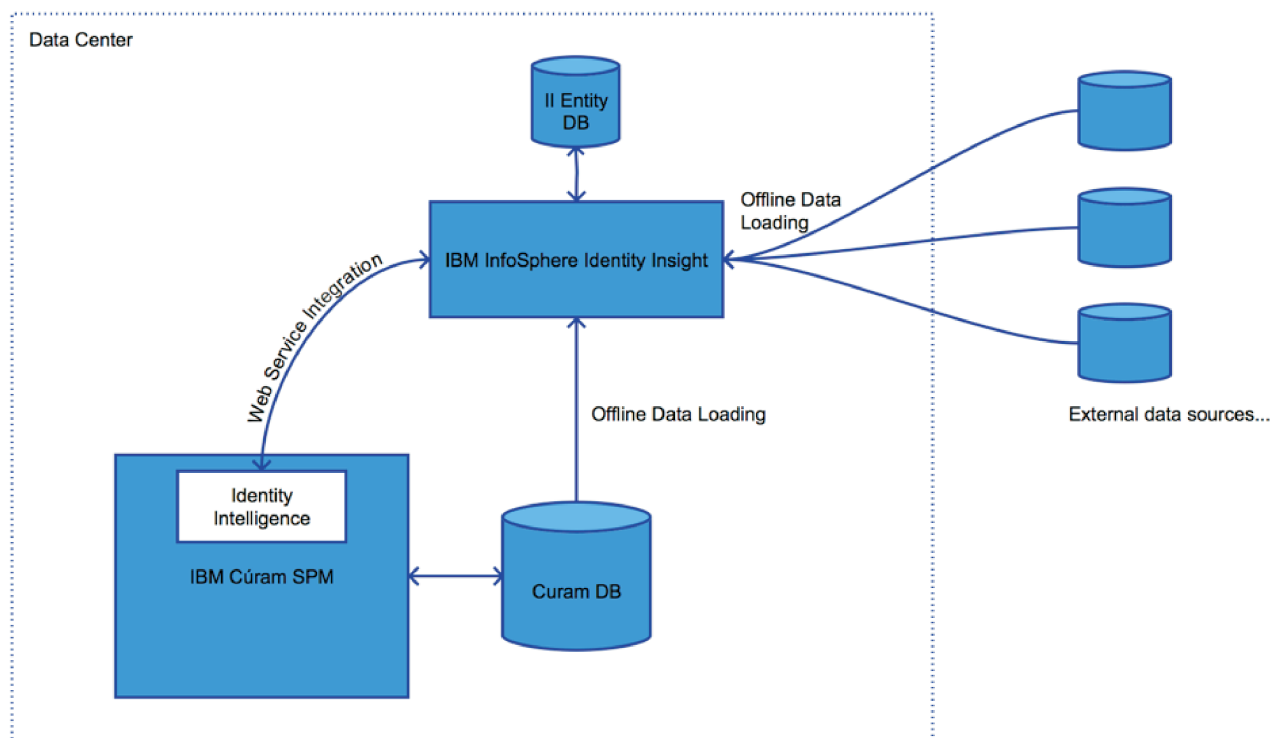 Data Center
II Entity
DB
Offline Data
Loading
IBM InfoSphere Identity Insight
Web Service Integration
Offline Data Loading
External data sources...
Identity
Intelligence
IBM Cúram SPM
Curam DB